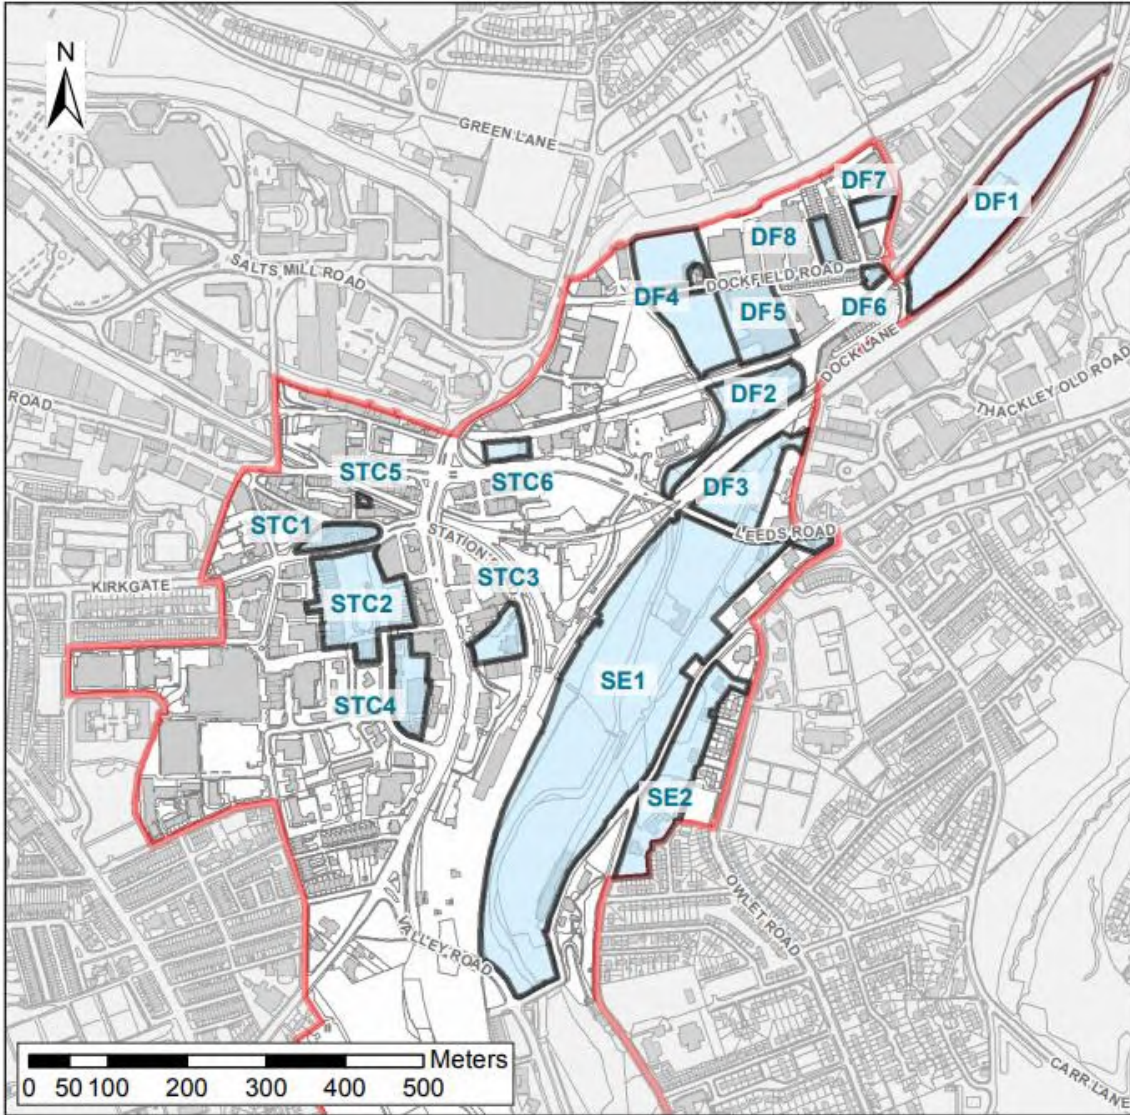 N
GREEN LANE
DF7
DF1
DF8
SALTS MILL ROAD
DOCKFIELD ROAD
DF4
DF5
DF6
DOCK LANE
THACKLEY OLD ROAD
DF2
ROAD
STC5
STC6
DF3
STC1
STATION
LEEDS ROAD
KIRKGATE
STC3
STC2
SE1
STC4
SE2
OWLET ROAD
VALLEY ROAD
CARR LANE
Meters
0 50 100 200 300 400 500